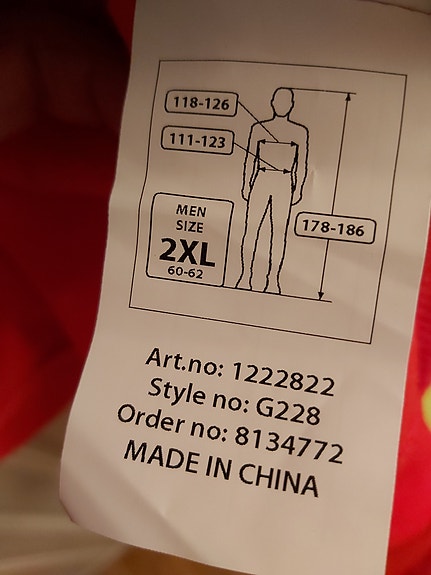 118-126
111-123
178-186
MEN
SIZE
2XL
60-62
Art.no: 1222822
Style no: G228
Order no: 8134772
MADE IN CHINA